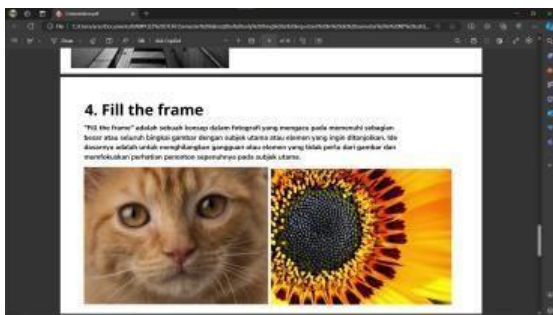 4. Fill the frame
"Fill the frame" adalah sebuah konsep dalam fotografi yang mengacu pada memenuhi sebagian
besar atau seluruh bingkai gambar dengan subjek utama atau elemen yang ingin ditonjolkan. Ide
dasarnya adalah untuk menghilangkan gangguan atau elemen yang tidak perlu dari gambar dan
memfokuskan perhatian penonton sepenuhnya pada subjek utama.